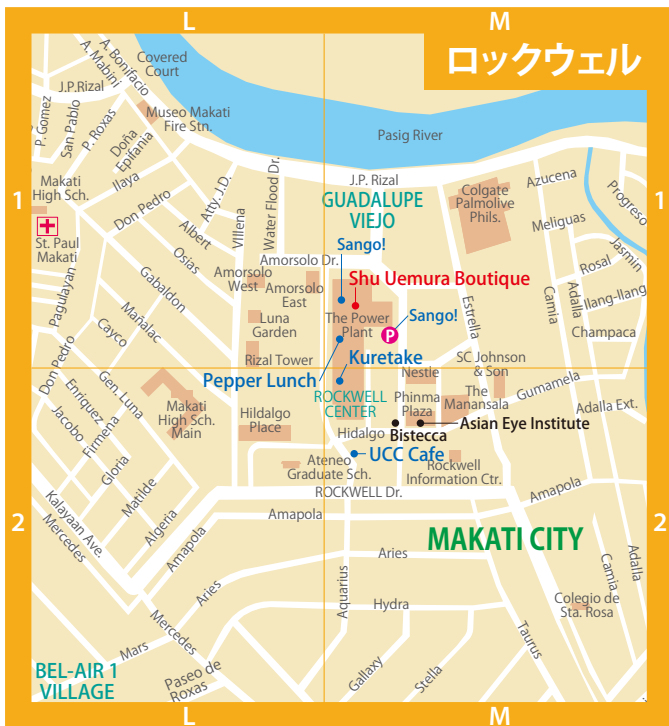 L
M
ロックウェル
A. Bonifacio
A. Mabini
Covered
Court
J.P.Rizal
P. Gomez
San Pablo
P. Roxas
Doña
Epifania
Museo Makati
Fire Stn.
Pasig River
Makati
High Sch.
Ilaya
Atty. J.D.
Villena
Water Flood Dr.
J.P. Rizal
GUADALUPE
VIEJO
Colgate
Palmolive
Phils.
Azucena
Progreso
1
1
St. Paul
Makati
Don Pedro
Albert
Osias
Sango!
Meliguas
Jasmin
Rosal
Amorsolo Dr.
Pagulayan
Gabaldon
Amorsolo
West
Amorsolo
East
Shu Uemura Boutique
Estrella
Camia
Adalla
Ilang-Ilang
Mañalac
Cayco
Luna
Garden
The Power
Plant
P
Sango!
Champaca
Don Pedro
Rizal Tower
Pepper Lunch
Kuretake
Nestle
SC Johnson
& Son
Gumamela
Gen. Luna
Enriquez
Jacobo
Firmena
Makati
High Sch.
Main
Hildalgo
Place
ROCKWELL
CENTER
Phinma
Plaza
The
Manansala
Adalla Ext.
Hidalgo
Bistecca
Asian Eye Institute
Gloria
Matilde
Algeria
UCC Cafe
Ateneo
Graduate Sch.
Rockwell
Information Ctr.
ROCKWELL Dr.
Kalayaan Ave.
Mercedes
Amapola
Amapola
Amapola
2
2
MAKATI CITY
Aries
Aries
Aquarius
Camia
Adalla
Mercedes
Hydra
Colegio de
Sta. Rosa
Mars
Taurus
BEL-AIR 1
VILLAGE
Paseo de
Roxas
Gallaxy
Stella
L
M